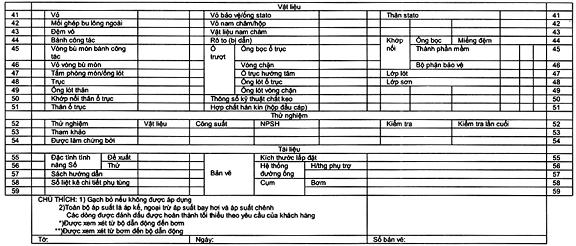 Vật liệu
41 Vỏ Vỏ bảo vệ/ống stato Thân stato 41
42 Mối ghép bu lông ngoài Vỏ nam châm/hộp 42
43 Đệm vỏ Vật liệu nam châm 43
44 Bánh công tác Rô to (bị dẫn) Khớp nối Ống bọc Miếng đệm 44
45 Vòng bù mòn bánh công tác Ổ trượt Ống bọc ổ trục Thành phần mềm 45
46 Vỏ vòng bù mòn Vòng chặn Bộ phận bảo vệ 46
47 Tấm phòng mòn/ống lót Ổ trục hướng tâm Lớp lót 47
48 Trục Ống lót ổ trục Lớp sơn 48
49 Ống lót thân Ống lót vòng chặn 49
50 Khớp nối thân ổ trục Thông số kỹ thuật chất keo 50
51 Thân ổ trục Hợp chất hàn kín (hộp đấu cáp) 51
Thử nghiệm
52 Thử nghiệm Vật liệu Công suất NPSH Kiểm tra Kiểm tra lần cuối 52
53 Tham khảo 53
54 Được làm chứng bởi 54
Tài liệu
55 Đặc tính tính năng Số Đề xuất Bản vẽ Kích thước lắp đặt 55
56 Thử Hệ thống đường ống H/thng phụ trợ 56
57 Sách hướng dẫn 57
58 Số liệt kê chi tiết phụ tùng Cụm Bơm 58
59 59
CHÚ THÍCH: 1) Gạch bỏ nếu không được áp dụng
2)Toàn bộ áp suất là áp kế, ngoại trừ áp suất bay hơi và áp suất chênh
Các dòng được đánh dấu được hoàn thành tối thiểu theo yêu cầu của khách hàng
*)Được xem xét từ bộ dẫn động đến bơm
**)Được xem xét từ bơm đến bộ dẫn động
Tờ: Ngày: Số bản vẽ: